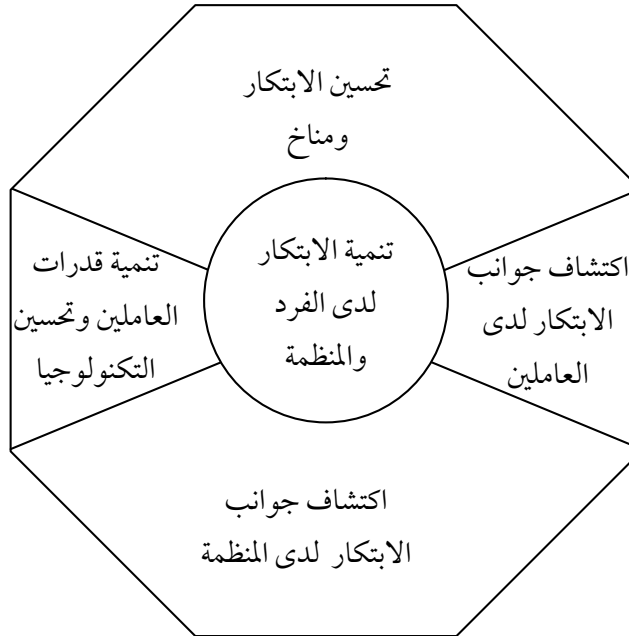 تحسين الابتكار
ومناخ
تنمية الابتكار
لدى الفرد
والمنظمة
اكتشاف جوانب
الابتكار لدى
العاملين
تنمية قدرات
العاملين وتحسين
التكنولوجيا
اكتشاف جوانب
الابتكار لدى المنظمة